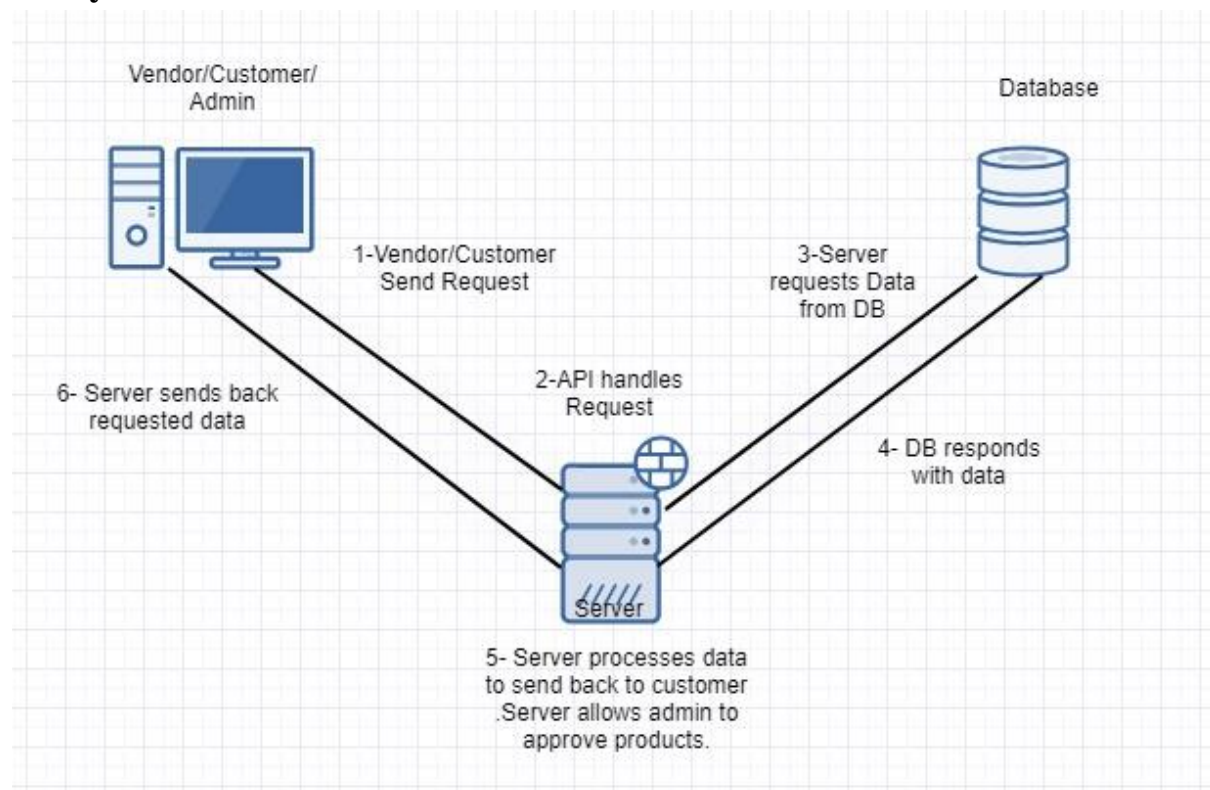 Vendor/Customer/
Admin
Database
1-Vendor/Customer
Send Request
3-Server
requests Data
from DB
2-API handles
Request
6- Server sends back
requested data
4- DB responds
with data
Server
5- Server processes data
to send back to customer
.Server allows admin to
approve products.